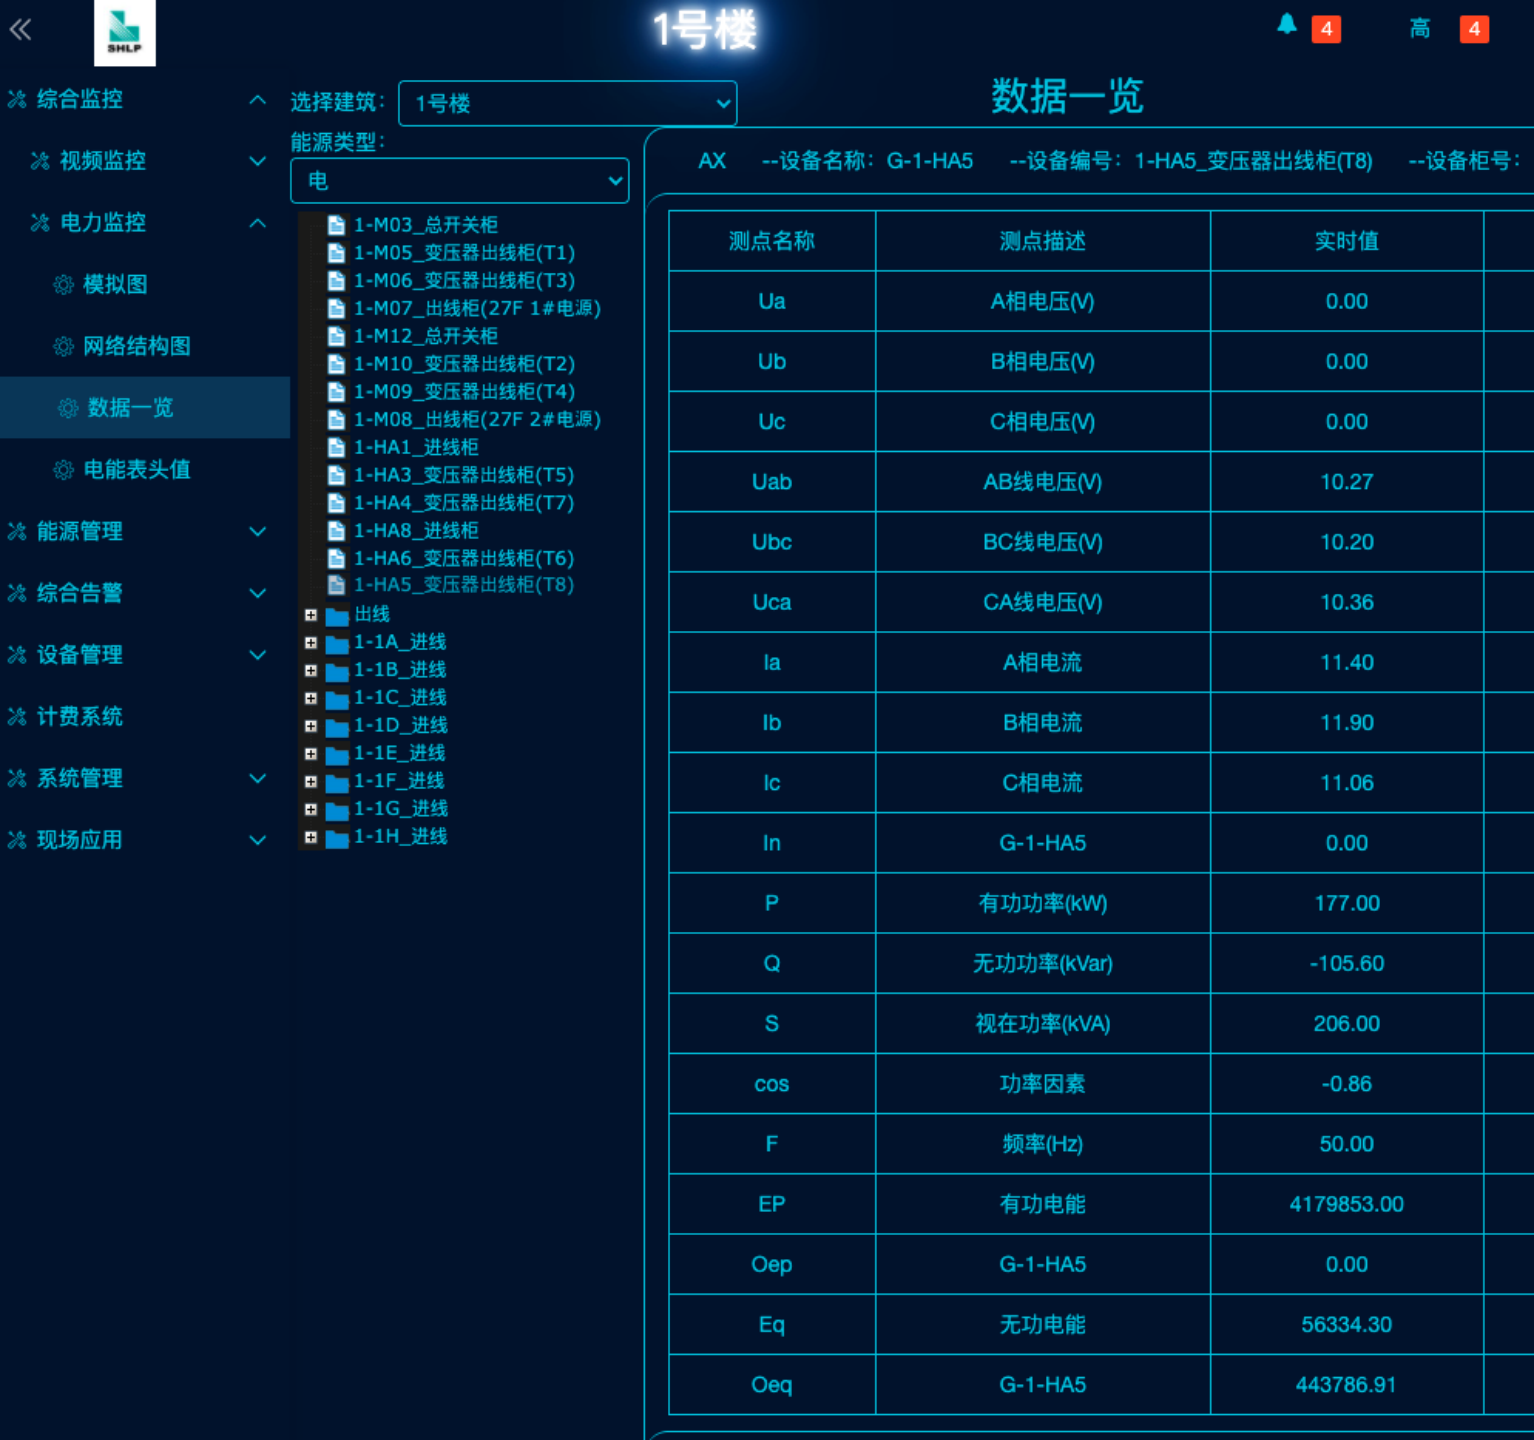 SHLP
1号楼
4
高
4
综合监控
视频监控
电力监控
模拟图
网络结构图
数据一览
电能表头值
能源管理
综合告警
设备管理
计费系统
系统管理
现场应用
选择建筑： 1号楼
能源类型：
电
1-M03_总开关柜
1-M05_变压器出线柜(T1)
1-M06_变压器出线柜(T3)
1-M07_出线柜(27F 1#电源)
1-M12_总开关柜
1-M10_变压器出线柜(T2)
1-M09_变压器出线柜(T4)
1-M08_出线柜(27F 2#电源)
1-HA1_进线柜
1-HA3_变压器出线柜(T5)
1-HA4_变压器出线柜(T7)
1-HA8_进线柜
1-HA6_变压器出线柜(T6)
1-HA5_变压器出线柜(T8)
出线
1-1A_进线
1-1B_进线
1-1C_进线
1-1D_进线
1-1E_进线
1-1F_进线
1-1G_进线
1-1H_进线
数据一览
AX --设备名称：G-1-HA5 --设备编号：1-HA5_变压器出线柜(T8) --设备柜号：
测点名称 测点描述 实时值
Ua A相电压(V) 0.00
Ub B相电压(V) 0.00
Uc C相电压(V) 0.00
Uab AB线电压(V) 10.27
Ubc BC线电压(V) 10.20
Uca CA线电压(V) 10.36
Ia A相电流 11.40
Ib B相电流 11.90
Ic C相电流 11.06
In G-1-HA5 0.00
P 有功功率(kW) 177.00
Q 无功功率(kVar) -105.60
S 视在功率(kVA) 206.00
cos 功率因素 -0.86
F 频率(Hz) 50.00
EP 有功电能 4179853.00
Oep G-1-HA5 0.00
Eq 无功电能 56334.30
Oeq G-1-HA5 443786.91